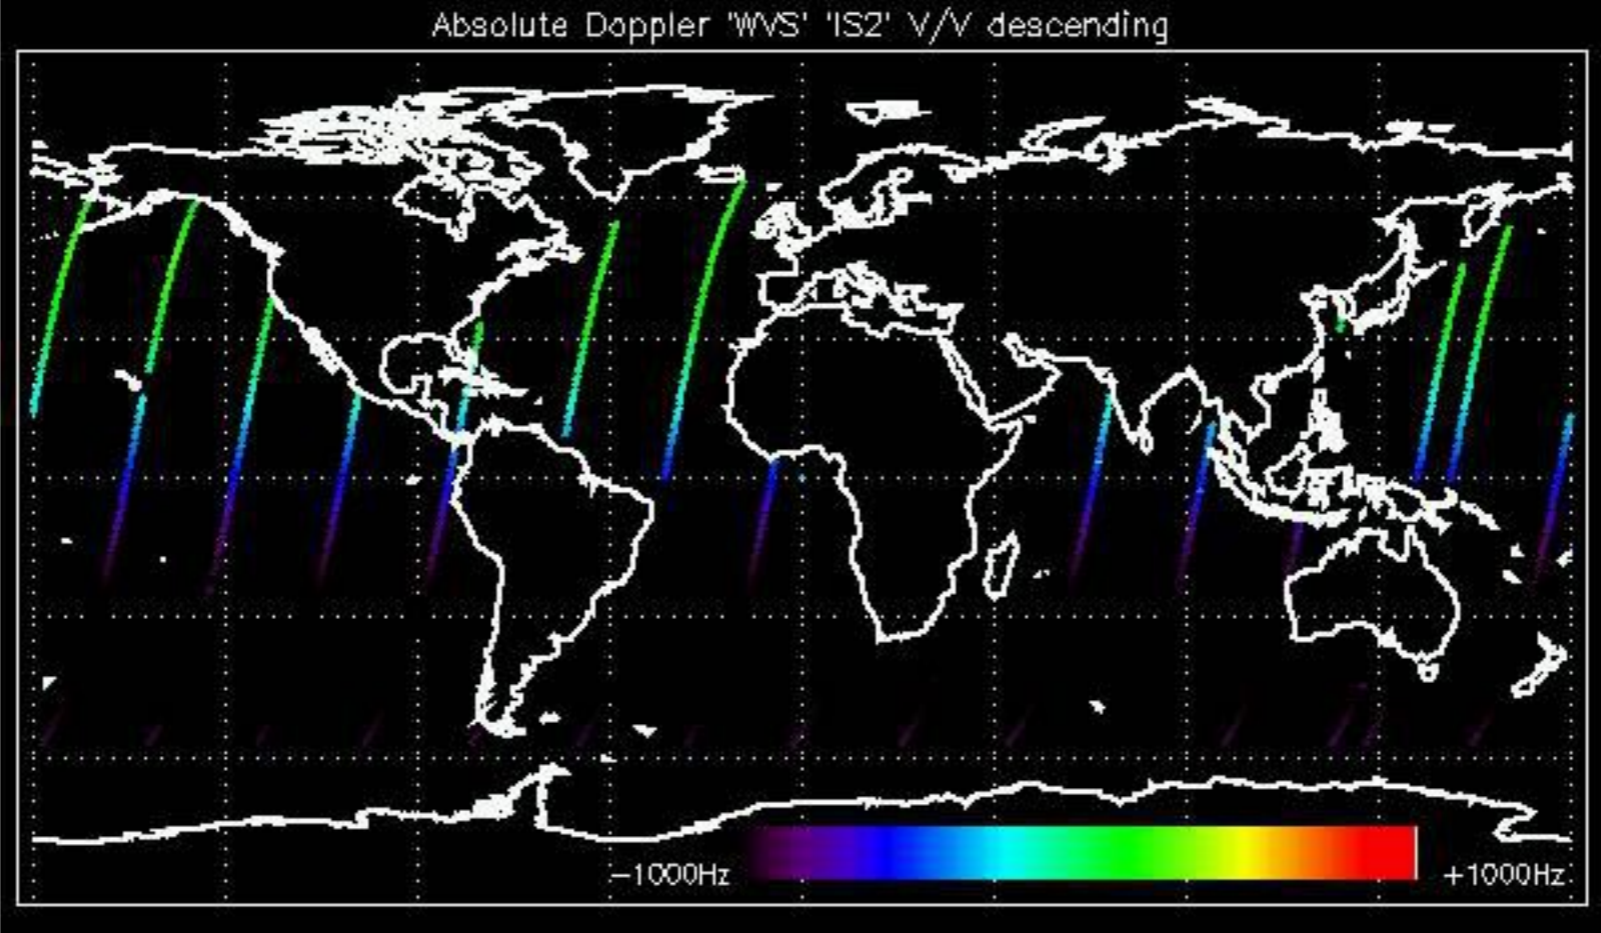 Absolute Doppler 'WVS' 'IS2' V/V descending
−1000Hz +1000Hz